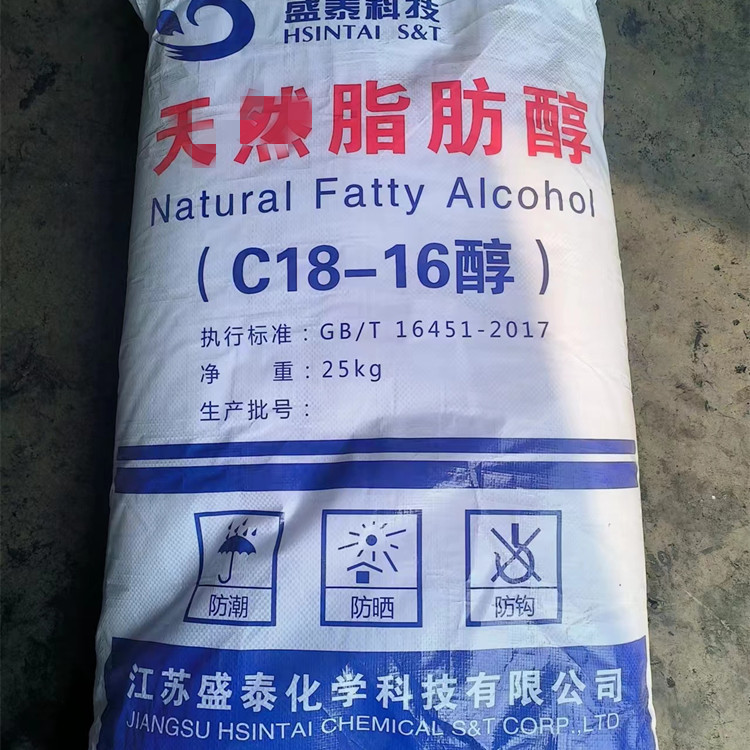 盛泰科技
HSINTAI S&T
天然脂肪醇
Natural Fatty Alcohol
(C18-16醇)
执行标准：GB/T 16451-2017
净 重：25kg
生产批号：
防潮
防晒
防钩
江苏盛泰化学科技有限公司
JIANGSU HSINTAI CHEMICAL S&T CORP.,LTD